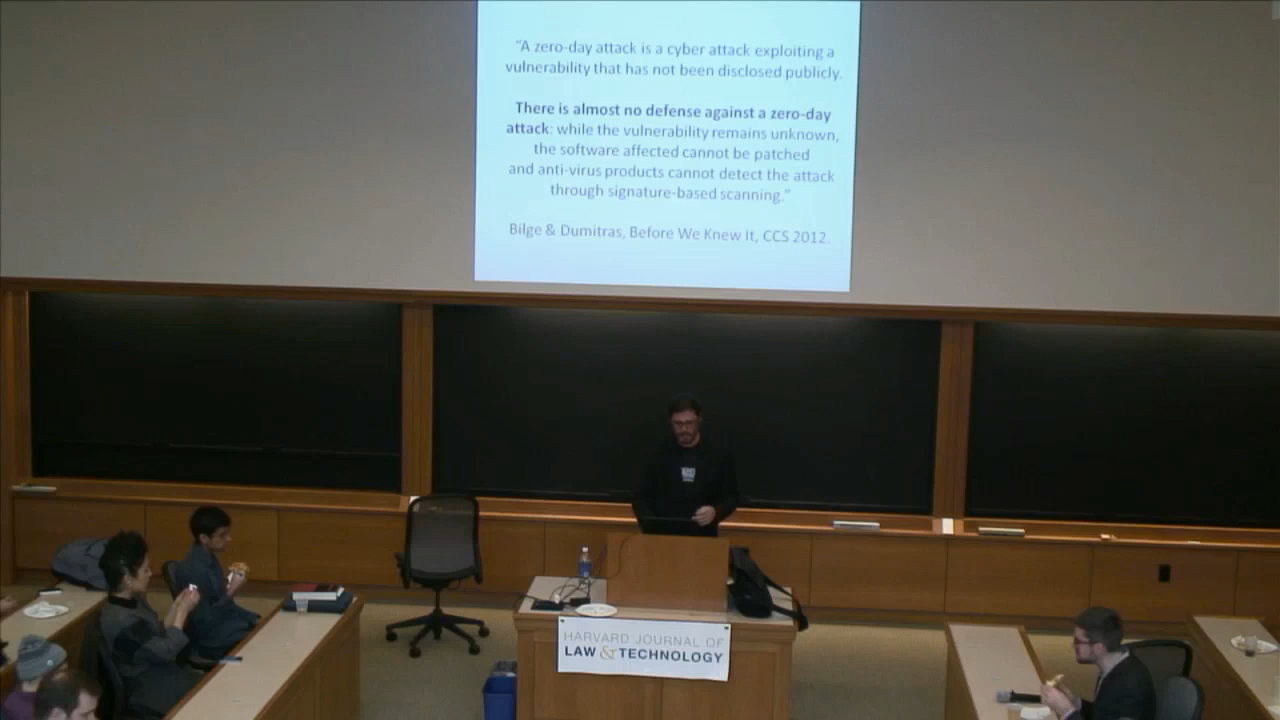 “A zero-day attack is a cyber attack exploiting a
vulnerability that has not been disclosed publicly.
There is almost no defense against a zero-day
attack: while the vulnerability remains unknown,
the software affected cannot be patched
and anti-virus products cannot detect the attack
through signature-based scanning.”
Bilge & Dumitras, Before We Knew It, CCS 2012.
HARVARD JOURNAL OF
LAW & TECHNOLOGY